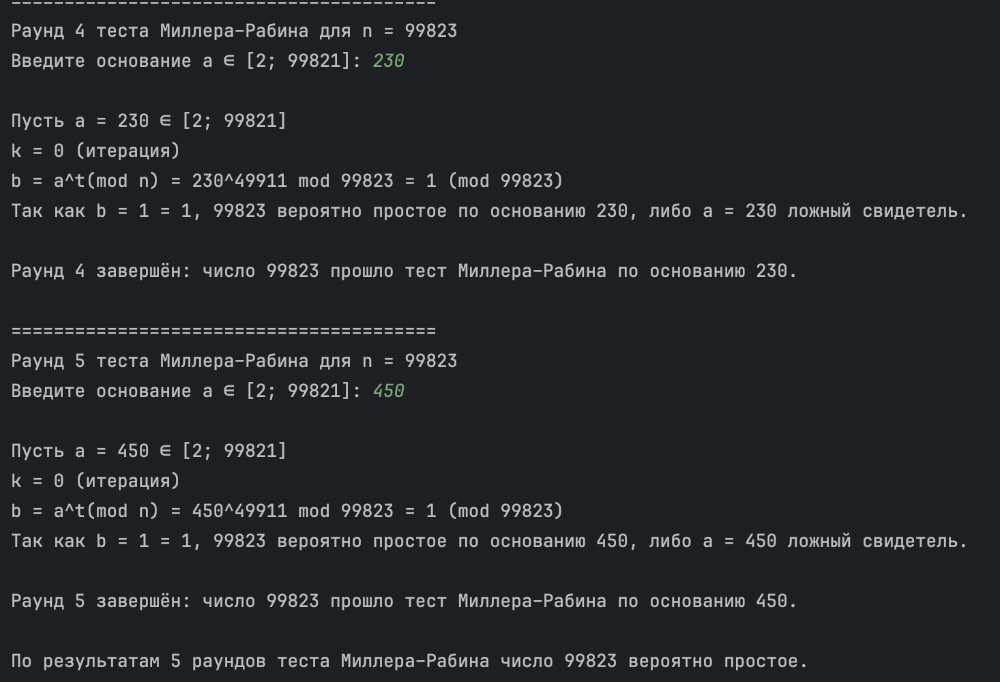 Раунд 4 теста Миллера-Рабина для n = 99823
Введите основание a ∈ [2; 99821]: 230
Пусть a = 230 ∈ [2; 99821]
k = 0 (итерация)
b = a^t(mod n) = 230^49911 mod 99823 = 1 (mod 99823)
Так как b = 1 = 1, 99823 вероятно простое по основанию 230, либо a = 230 ложный свидетель.
Раунд 4 завершён: число 99823 прошло тест Миллера-Рабина по основанию 230.
========================================
Раунд 5 теста Миллера-Рабина для n = 99823
Введите основание a ∈ [2; 99821]: 450
Пусть a = 450 ∈ [2; 99821]
k = 0 (итерация)
b = a^t(mod n) = 450^49911 mod 99823 = 1 (mod 99823)
Так как b = 1 = 1, 99823 вероятно простое по основанию 450, либо a = 450 ложный свидетель.
Раунд 5 завершён: число 99823 прошло тест Миллера-Рабина по основанию 450.
По результатам 5 раундов теста Миллера-Рабина число 99823 вероятно простое.